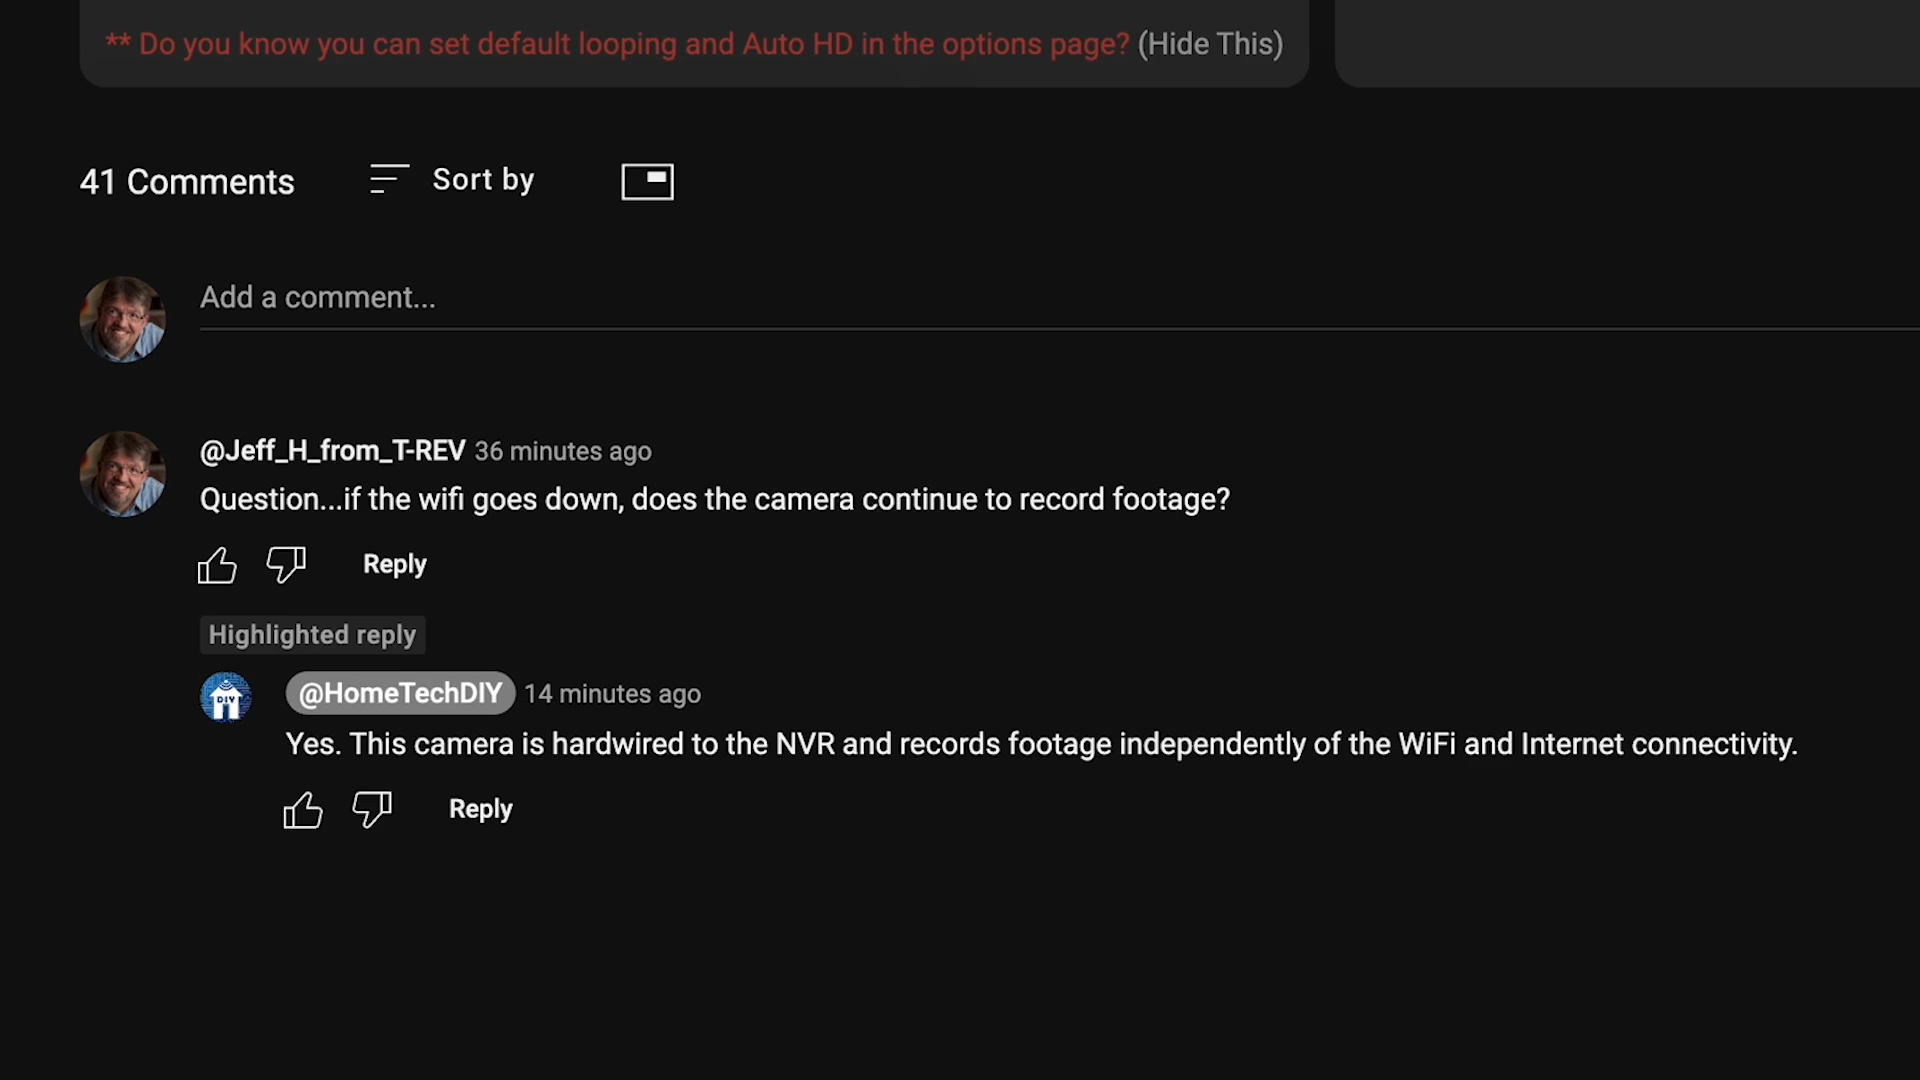 ** Do you know you can set default looping and Auto HD in the options page? (Hide This)
41 Comments
Sort by
Add a comment...
@Jeff_H_from_T-REV 36 minutes ago
Question...if the wifi goes down, does the camera continue to record footage?
Reply
Highlighted reply
DIY
@HomeTechDIY 14 minutes ago
Yes. This camera is hardwired to the NVR and records footage independently of the WiFi and Internet connectivity.
Reply